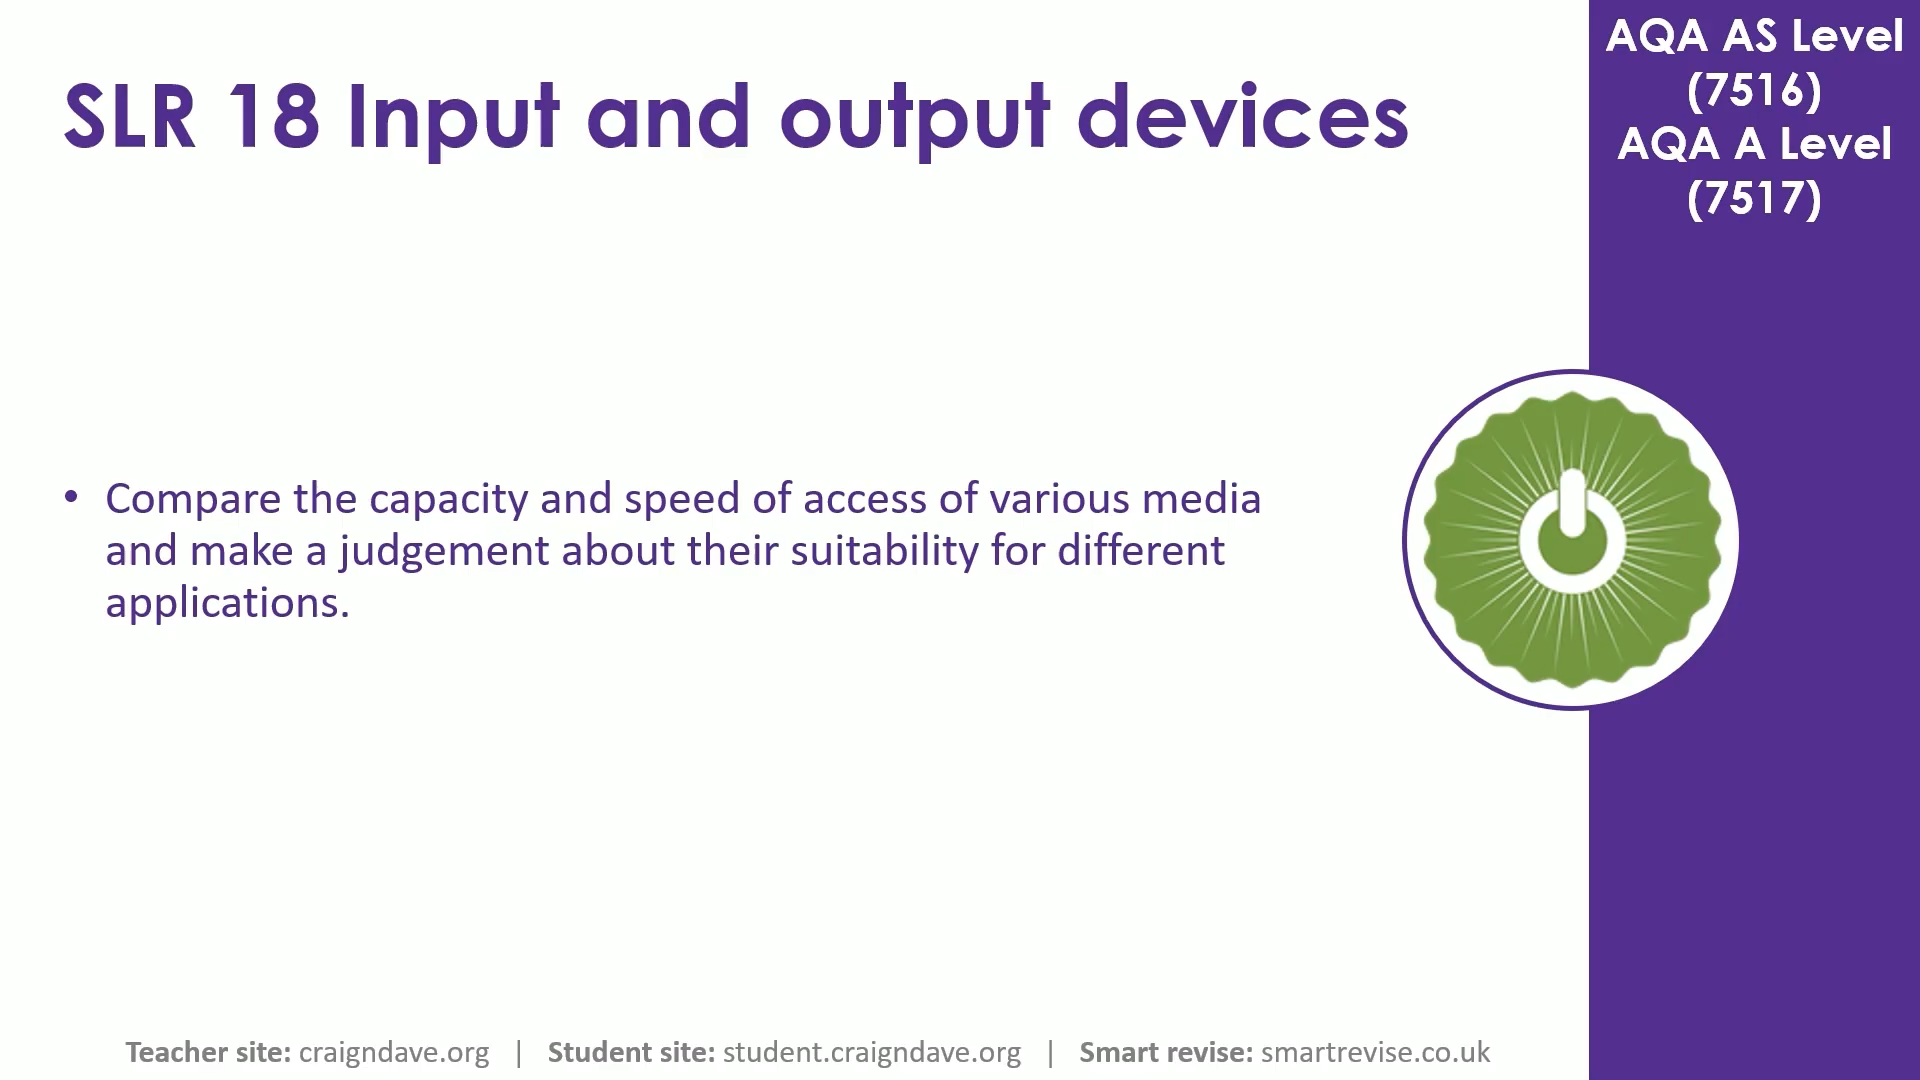 SLR 18 Input and output devices
AQA AS Level
(7516)
AQA A Level
(7517)
• Compare the capacity and speed of access of various media
and make a judgement about their suitability for different
applications.
Teacher site: craigndave.org | Student site: student.craigndave.org | Smart revise: smartrevise.co.uk